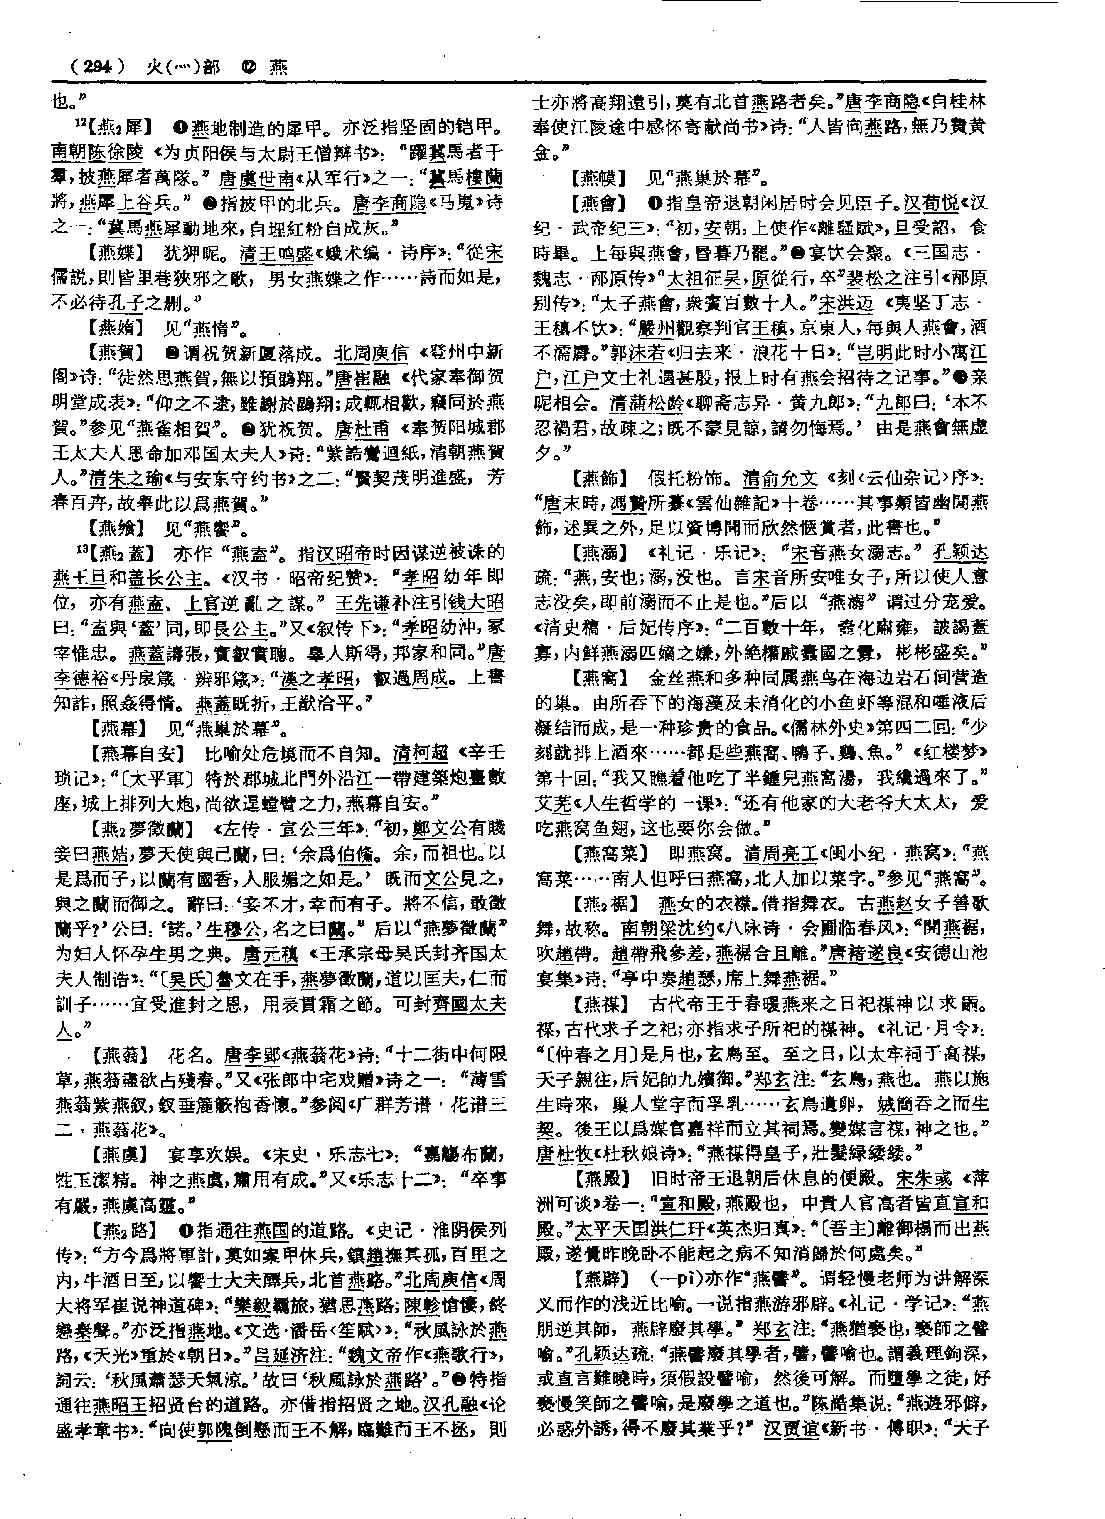 (294) 火(灬)部 ⑫ 燕
也。”
¹²【燕₂犀】 ❶燕地制造的犀甲。亦泛指坚固的铠甲。
南朝陈徐陵《为贞阳侯与太尉王僧辩书》：“躍冀馬者千
羣，披燕犀者萬隊。”唐虞世南《从军行》之一：“冀馬樓蘭
將，燕犀上谷兵。”❷指披甲的北兵。唐李商隐《马嵬》诗
之一：“冀馬燕犀動地來，自埋紅粉自成灰。”
【燕媟】 犹狎昵。清王鸣盛《蛾术编·诗序》：“從宋
儒説，則皆里巷狹邪之歌，男女燕媟之作……詩而如是，
不必待孔子之删。”
【燕媠】 见“燕惰”。
【燕賀】 ❶谓祝贺新厦落成。北周庾信《登州中新
阁》诗：“徒然思燕賀，無以預鵾翔。”唐崔融《代家奉御贺
明堂成表》：“仰之不逮，雖謝於鵾翔；成輒相歡，竊同於燕
賀。”参见“燕雀相賀”。❷犹祝贺。唐杜甫《奉贺阳城郡
王太夫人恩命加邓国太夫人》诗：“紫誥鸞迴紙，清朝燕賀
人。”清朱之瑜《与安东守约书》之二：“賢契茂明進盛，芳
春百卉，故舉此以爲燕賀。”
【燕飨】 见“燕饗”。
¹³【燕₂蓋】 亦作“燕盍”。指汉昭帝时因谋逆被诛的
燕王旦和盖长公主。《汉书·昭帝纪赞》：“孝昭幼年即
位，亦有燕盍、上官逆亂之謀。”王先谦补注引钱大昭
曰：“盍與‘蓋’同，即長公主。”又《叙传下》：“孝昭幼沖，冢
宰惟忠。燕蓋譸張，實叡實聰。辠人斯得，邦家和同。”唐
李德裕《丹扆箴·辨邪箴》：“漢之孝昭，叡過周成。上書
知詐，照姦得情。燕蓋既折，王猷洽平。”
【燕幕】 见“燕巢於幕”。
【燕幕自安】 比喻处危境而不自知。清柯超《辛壬
琐记》：“〔太平軍〕特於郡城北門外沿江一帶建築炮臺數
座，城上排列大炮，尚欲逞螳臂之力，燕幕自安。”
【燕₂夢徵蘭】 《左传·宣公三年》：“初，鄭文公有賤
妾曰燕姞，夢天使與己蘭，曰：‘余爲伯鯈。余，而祖也。以
是爲而子，以蘭有國香，人服媚之如是。’既而文公見之，
與之蘭而御之。辭曰：‘妾不才，幸而有子。將不信，敢徵
蘭乎？’公曰：‘諾。’生穆公，名之曰蘭。”后以“燕夢徵蘭”
为妇人怀孕生男之典。唐元稹《王承宗母吴氏封齐国太
夫人制诰》：“〔吴氏〕魯文在手，燕夢徵蘭，道以匡夫，仁而
訓子……宜受進封之恩，用表貫霜之節。可封齊國太夫
人。”
【燕蓊】 花名。唐李郢《燕蓊花》诗：“十二街中何限
草，燕蓊盡欲占殘春。”又《张郎中宅戏赠》诗之一：“薄雪
燕蓊紫燕釵，釵垂簏簌抱香懷。”参阅《广群芳谱·花谱三
二·燕蓊花》。
【燕虞】 宴享欢娱。《宋史·乐志七》：“嘉觴布蘭，
牲玉潔精。神之燕虞，肅用有成。”又《乐志十二》：“卒事
有嚴，燕虞高靈。”
【燕₂路】 ❶指通往燕国的道路。《史记·淮阴侯列
传》：“方今爲將軍計，莫如案甲休兵，鎮趙撫其孤，百里之
内，牛酒日至，以饗士大夫醳兵，北首燕路。”北周庾信《周
大将军崔说神道碑》：“樂毅羈旅，猶思燕路；陳軫愴悽，終
戀秦聲。”亦泛指燕地。《文选·潘岳〈笙赋〉》：“秋風詠於燕
路，《天光》重於《朝日》。”吕延济注：“魏文帝作《燕歌行》，
詞云：‘秋風蕭瑟天氣涼。’故曰‘秋風詠於燕路’。”❷特指
通往燕昭王招贤台的道路。亦借指招贤之地。汉孔融《论
盛孝章书》：“向使郭隗倒懸而王不解，臨難而王不拯，則
士亦將高翔遠引，莫有北首燕路者矣。”唐李商隐《自桂林
奉使江陵途中感怀寄献尚书》诗：“人皆向燕路，無乃費黄
金。”
【燕幙】 见“燕巢於幕”。
【燕會】 ❶指皇帝退朝闲居时会见臣子。汉荀悦《汉
纪·武帝纪三》：“初，安朝，上使作《離騷賦》，旦受詔，食
時畢。上每與燕會，昏暮乃罷。”❷宴饮会聚。《三国志·
魏志·邴原传》“太祖征吴，原從行，卒”裴松之注引《邴原
别传》：“太子燕會，衆賓百數十人。”宋洪迈《夷坚丁志·
王稹不饮》：“嚴州觀察判官王稹，京東人，每與人燕會，酒
不濡脣。”郭沫若《归去来·浪花十日》：“岂明此时小寓江
户，江户文士礼遇甚殷，报上时有燕会招待之记事。”❸亲
昵相会。清蒲松龄《聊斋志异·黄九郎》：“九郎曰：‘本不
忍禍君，故疎之；既不蒙見諒，請勿悔焉。’由是燕會無虚
夕。”
【燕飾】 假托粉饰。清俞允文《刻〈云仙杂记〉序》：
“唐末時，馮贄所纂《雲仙雜記》十卷……其事類皆幽閒燕
飾，述異之外，足以資博聞而欣然愜賞者，此書也。”
【燕溺】 《礼记·乐记》：“宋音燕女溺志。”孔颖达
疏：“燕，安也；溺，没也。言宋音所安唯女子，所以使人意
志没矣，即前溺而不止是也。”后以“燕溺”谓过分宠爱。
《清史稿·后妃传序》：“二百數十年，壼化肅雍，詖謁蓋
寡，内鮮燕溺匹嫡之嫌，外絶權戚蠹國之釁，彬彬盛矣。”
【燕窩】 金丝燕和多种同属燕鸟在海边岩石间营造
的巢。由所吞下的海藻及未消化的小鱼虾等混和唾液后
凝结而成，是一种珍贵的食品。《儒林外史》第四二回：“少
刻就排上酒來……都是些燕窩、鴨子、鷄、魚。”《红楼梦》
第十回：“我又瞧着他吃了半鍾兒燕窩湯，我纔過來了。”
艾芜《人生哲学的一课》：“还有他家的大老爷大太太，爱
吃燕窝鱼翅，这也要你会做。”
【燕窩菜】 即燕窝。清周亮工《闽小纪·燕窝》：“燕
窩菜……南人但呼曰燕窩，北人加以菜字。”参见“燕窩”。
【燕₂裾】 燕女的衣襟。借指舞衣。古燕赵女子善歌
舞，故称。南朝梁沈约《八咏诗·会圃临春风》：“開燕裾，
吹趙帶。趙帶飛參差，燕裾合且離。”唐褚遂良《安德山池
宴集》诗：“亭中奏趙瑟，席上舞燕裾。”
【燕禖】 古代帝王于春暖燕来之日祀禖神以求嗣。
禖，古代求子之祀；亦指求子所祀的禖神。《礼记·月令》：
“〔仲春之月〕是月也，玄鳥至。至之日，以太牢祠于高禖，
天子親往，后妃帥九嬪御。”郑玄注：“玄鳥，燕也。燕以施
生時來，巢人堂宇而孚乳……玄鳥遺卵，娀簡吞之而生
契。後王以爲媒官嘉祥而立其祠焉。變媒言禖，神之也。”
唐杜牧《杜秋娘诗》：“燕禖得皇子，壯髮緑緌緌。”
【燕殿】 旧时帝王退朝后休息的便殿。宋朱彧《萍
洲可谈》卷一：“宣和殿，燕殿也，中貴人官高者皆直宣和
殿。”太平天国洪仁玕《英杰归真》：“〔吾主〕離御榻而出燕
殿，遂覺昨晚卧不能起之病不知消歸於何處矣。”
【燕辟】 （—pì）亦作“燕譬”。谓轻慢老师为讲解深
义而作的浅近比喻。一说指燕游邪辟。《礼记·学记》：“燕
朋逆其師，燕辟廢其學。”郑玄注：“燕猶褻也，褻師之譬
喻。”孔颖达疏：“燕譬廢其學者，譬，譬喻也。謂義理鉤深，
或直言難曉時，須假設譬喻，然後可解。而墮學之徒，好
褻慢笑師之譬喻，是廢學之道也。”陈澔集说：“燕遊邪僻，
必惑外誘，得不廢其業乎？”汉贾谊《新书·傅职》：“天子